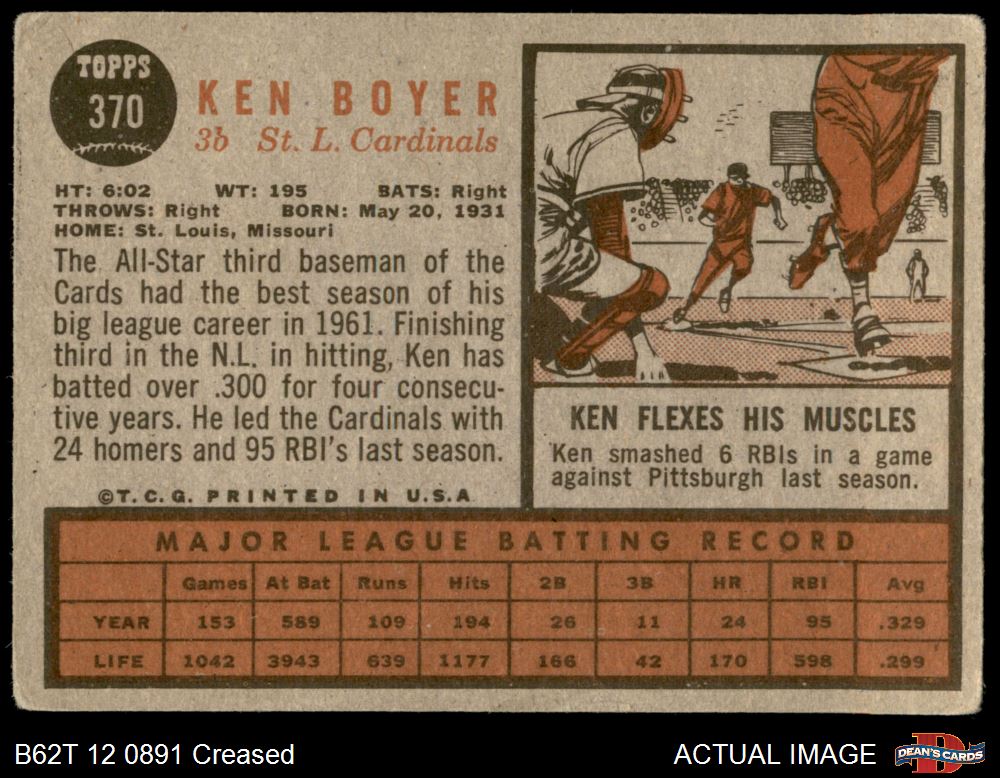 TOPPS
370
KEN BOYER
3b St. L. Cardinals
HT: 6:02 WT: 195 BATS: Right
THROWS: Right BORN: May 20, 1931
HOME: St. Louis, Missouri
The All-Star third baseman of the
Cards had the best season of his
big league career in 1961. Finishing
third in the N.L. in hitting, Ken has
batted over .300 for four consecu-
tive years. He led the Cardinals with
24 homers and 95 RBI's last season.
©T.C.G. PRINTED IN U.S.A
KEN FLEXES HIS MUSCLES
Ken smashed 6 RBIs in a game
against Pittsburgh last season.
MAJOR LEAGUE BATTING RECORD
Games At Bat Runs Hits 2B 3B HR RBI Avg
YEAR 153 589 109 194 26 11 24 95 .329
LIFE 1042 3943 639 1177 166 42 170 598 .299
B62T 12 0891 Creased
ACTUAL IMAGE
D
DEAN'S CARDS